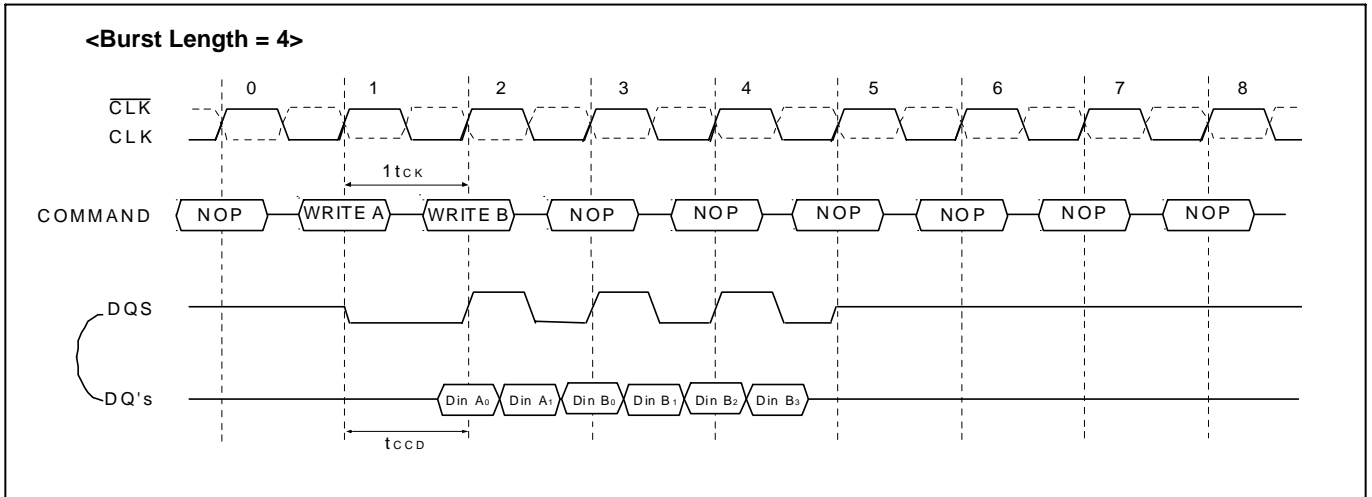 <Burst Length = 4>
0 1 2 3 4 5 6 7 8
CLK
CLK
1tCK
COMMAND NOP WRITE A WRITE B NOP NOP NOP NOP NOP NOP
DQS
DQ's Din A0 Din A1 Din B0 Din B1 Din B2 Din B3
tCCD